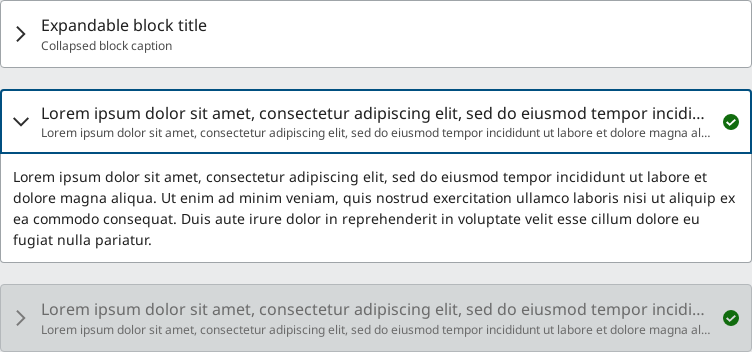 Expandable block title
Collapsed block caption
Lorem ipsum dolor sit amet, consectetur adipiscing elit, sed do eiusmod tempor incidi...
Lorem ipsum dolor sit amet, consectetur adipiscing elit, sed do eiusmod tempor incididunt ut labore et dolore magna al...
Lorem ipsum dolor sit amet, consectetur adipiscing elit, sed do eiusmod tempor incididunt ut labore et
dolore magna aliqua. Ut enim ad minim veniam, quis nostrud exercitation ullamco laboris nisi ut aliquip ex
ea commodo consequat. Duis aute irure dolor in reprehenderit in voluptate velit esse cillum dolore eu
fugiat nulla pariatur.
Lorem ipsum dolor sit amet, consectetur adipiscing elit, sed do eiusmod tempor incidi...
Lorem ipsum dolor sit amet, consectetur adipiscing elit, sed do eiusmod tempor incididunt ut labore et dolore magna al...